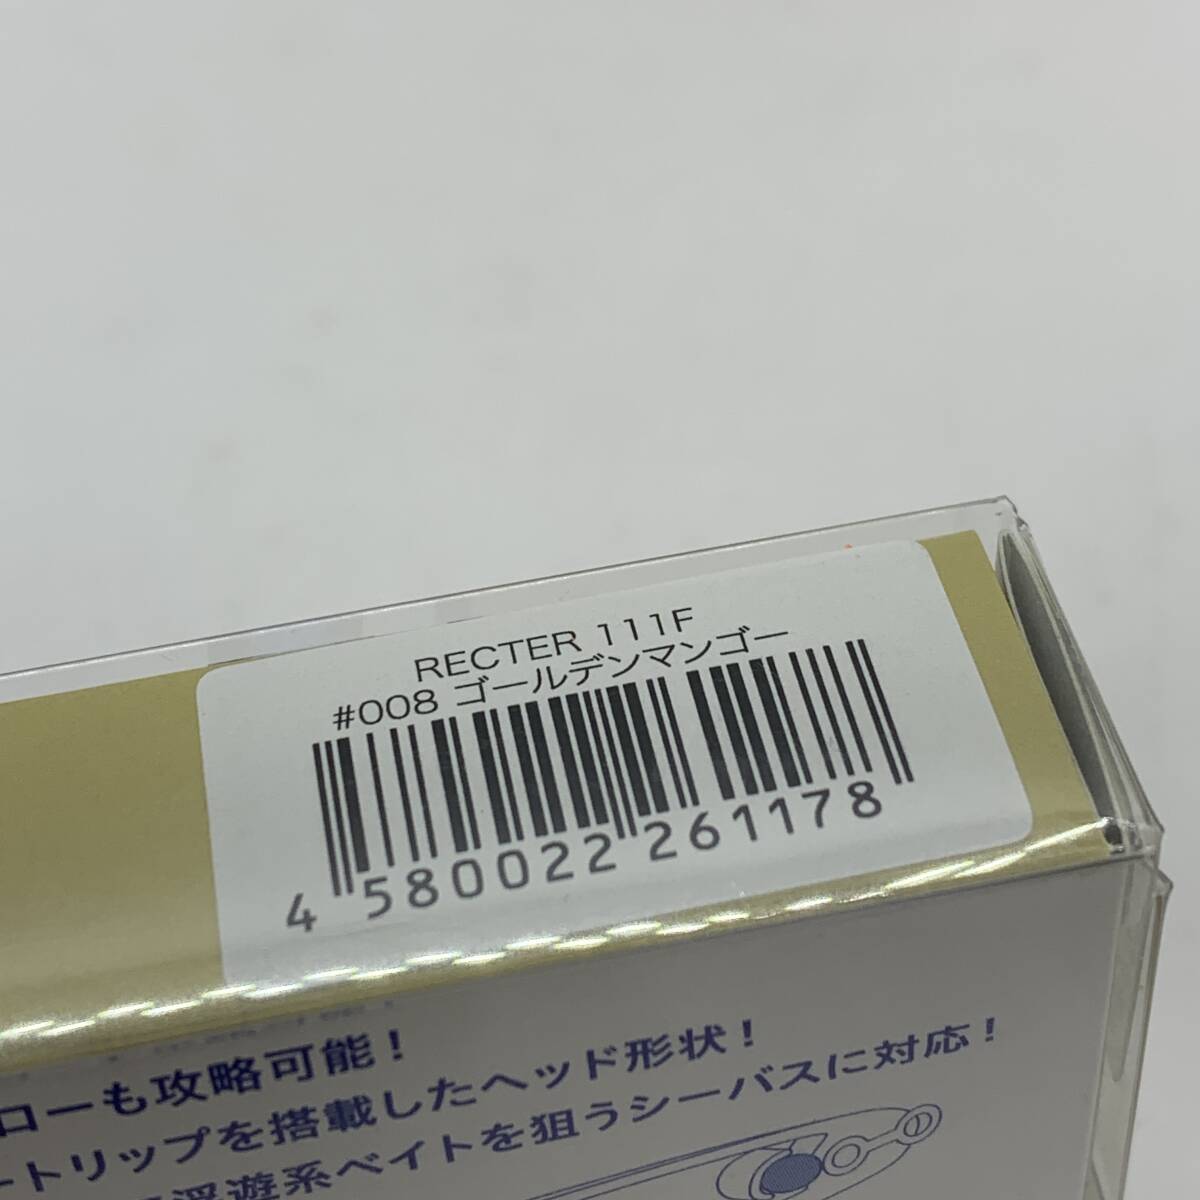 RECTER 111F
#008 ゴールデンマンゴー
4 580022 261178
ローも攻略可能！
トリップを搭載したヘッド形状！
浮遊系ベイトを狙うシーバスに対応！